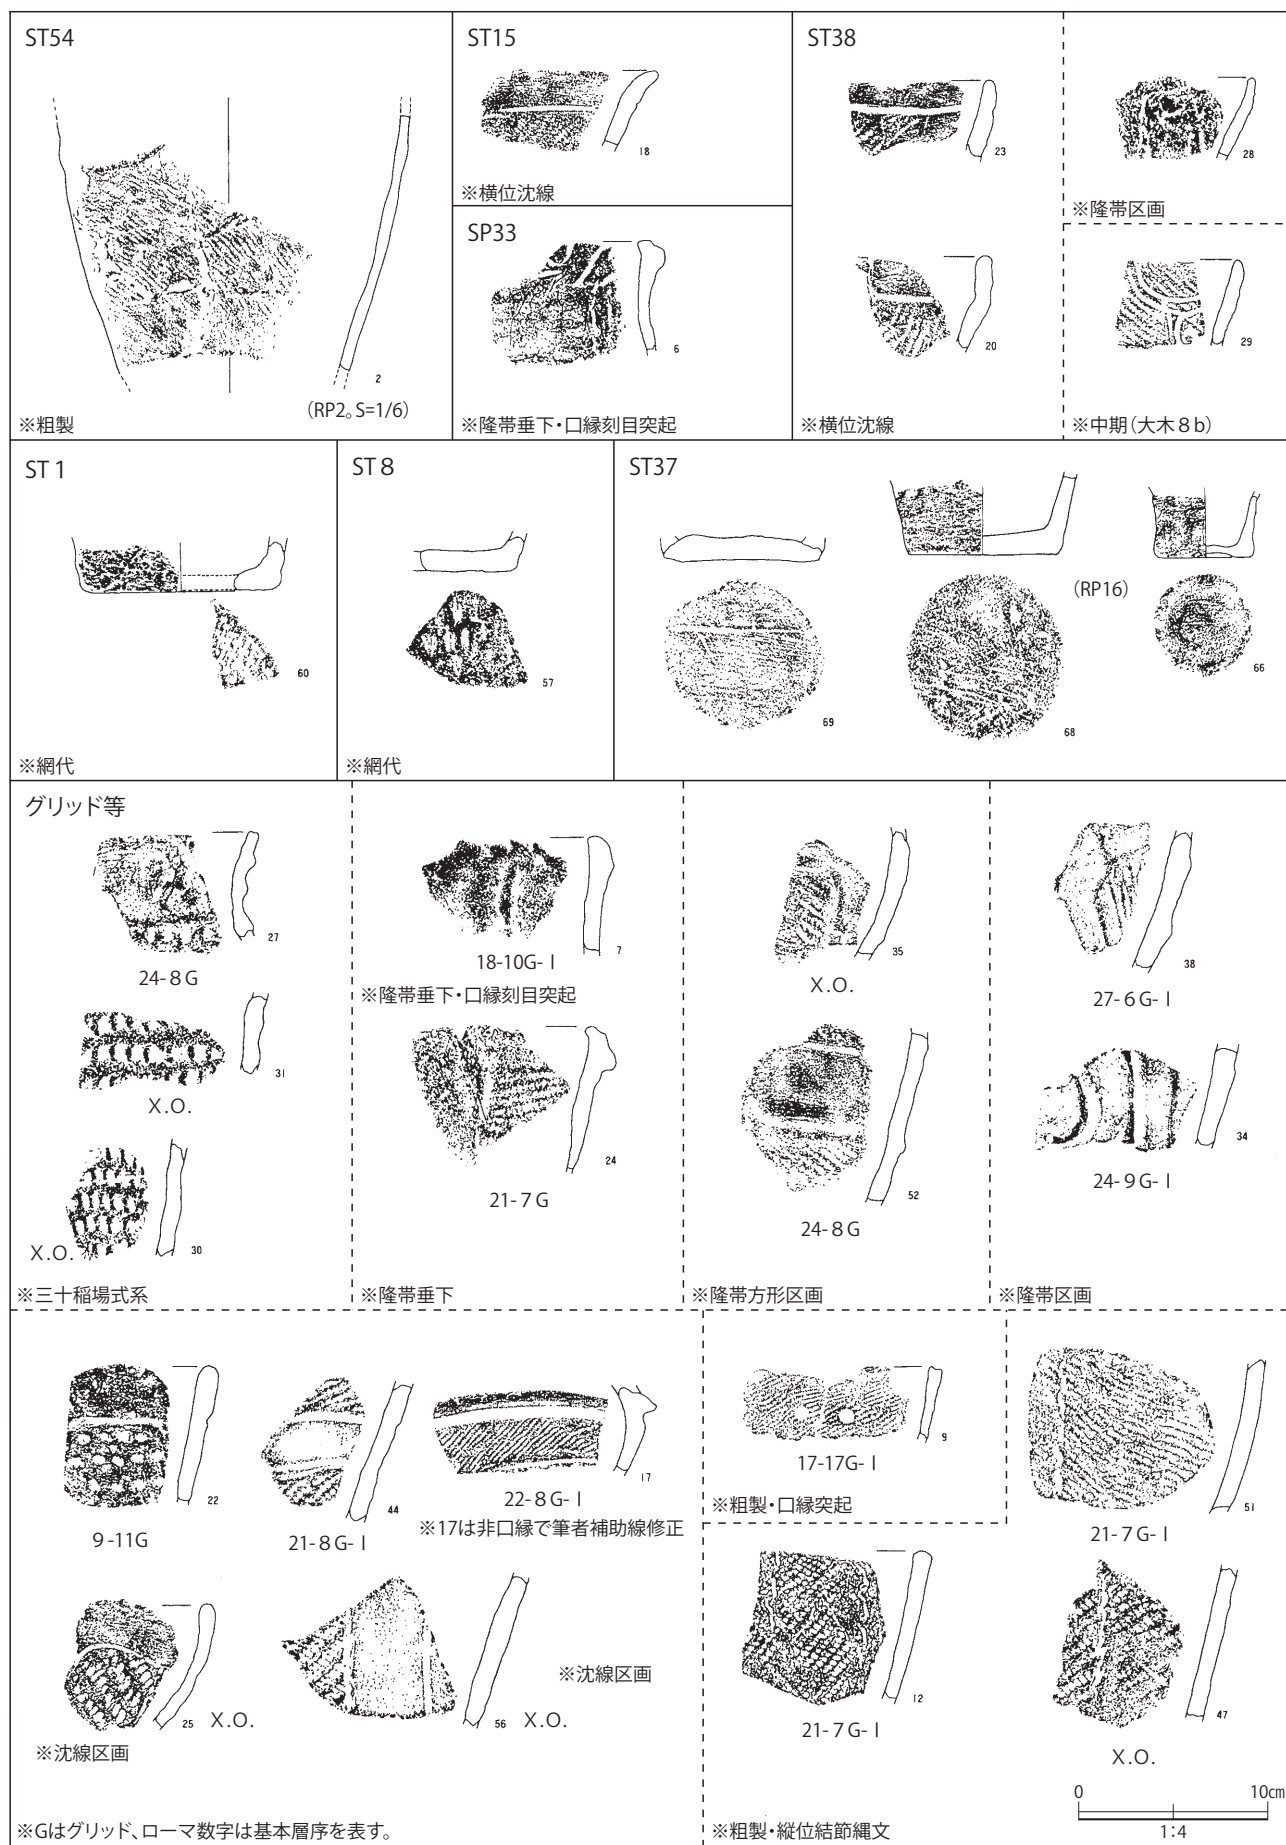 ST54
2
(RP2。S=1/6)
※粗製
ST15
18
※横位沈線
SP33
6
※隆帯垂下・口縁刻目突起
ST38
23
20
※横位沈線
28
※隆帯区画
29
※中期(大木8b)
ST1
60
※網代
ST8
57
※網代
ST37
69
(RP16)
68
66
グリッド等
27
24-8G
31
X.O.
30
X.O.
※三十稲場式系
7
18-10G-Ⅰ
※隆帯垂下・口縁刻目突起
24
21-7G
※隆帯垂下
35
X.O.
52
24-8G
※隆帯方形区画
38
27-6G-Ⅰ
34
24-9G-Ⅰ
※隆帯区画
22
9-11G
44
21-8G-Ⅰ
17
22-8G-Ⅰ
※17は非口縁で筆者補助線修正
25 X.O.
※沈線区画
56 X.O.
※沈線区画
※Gはグリッド、ローマ数字は基本層序を表す。
9
17-17G-Ⅰ
※粗製・口縁突起
51
21-7G-Ⅰ
12
21-7G-Ⅰ
47
X.O.
※粗製・縦位結節縄文
0 10cm
1:4